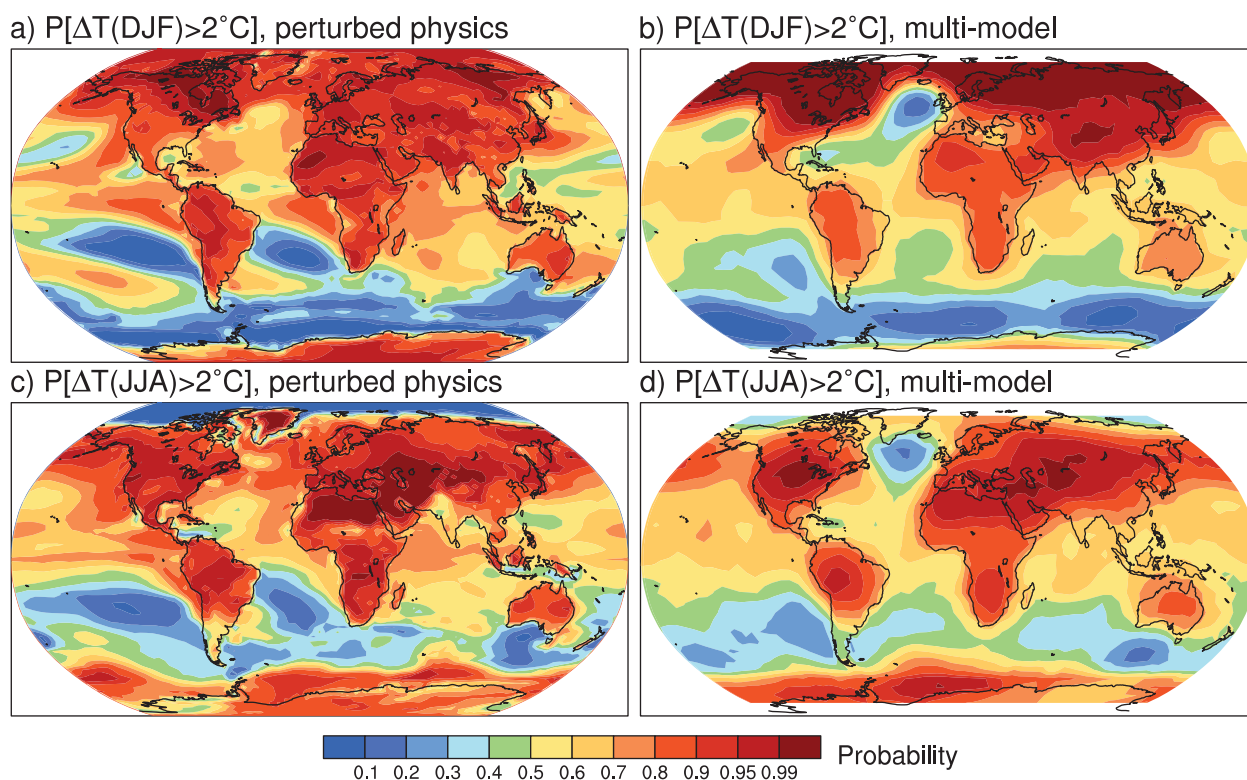 a) P[ΔT(DJF)>2°C], perturbed physics
b) P[ΔT(DJF)>2°C], multi-model
c) P[ΔT(JJA)>2°C], perturbed physics
d) P[ΔT(JJA)>2°C], multi-model
0.1 0.2 0.3 0.4 0.5 0.6 0.7 0.8 0.9 0.95 0.99
Probability